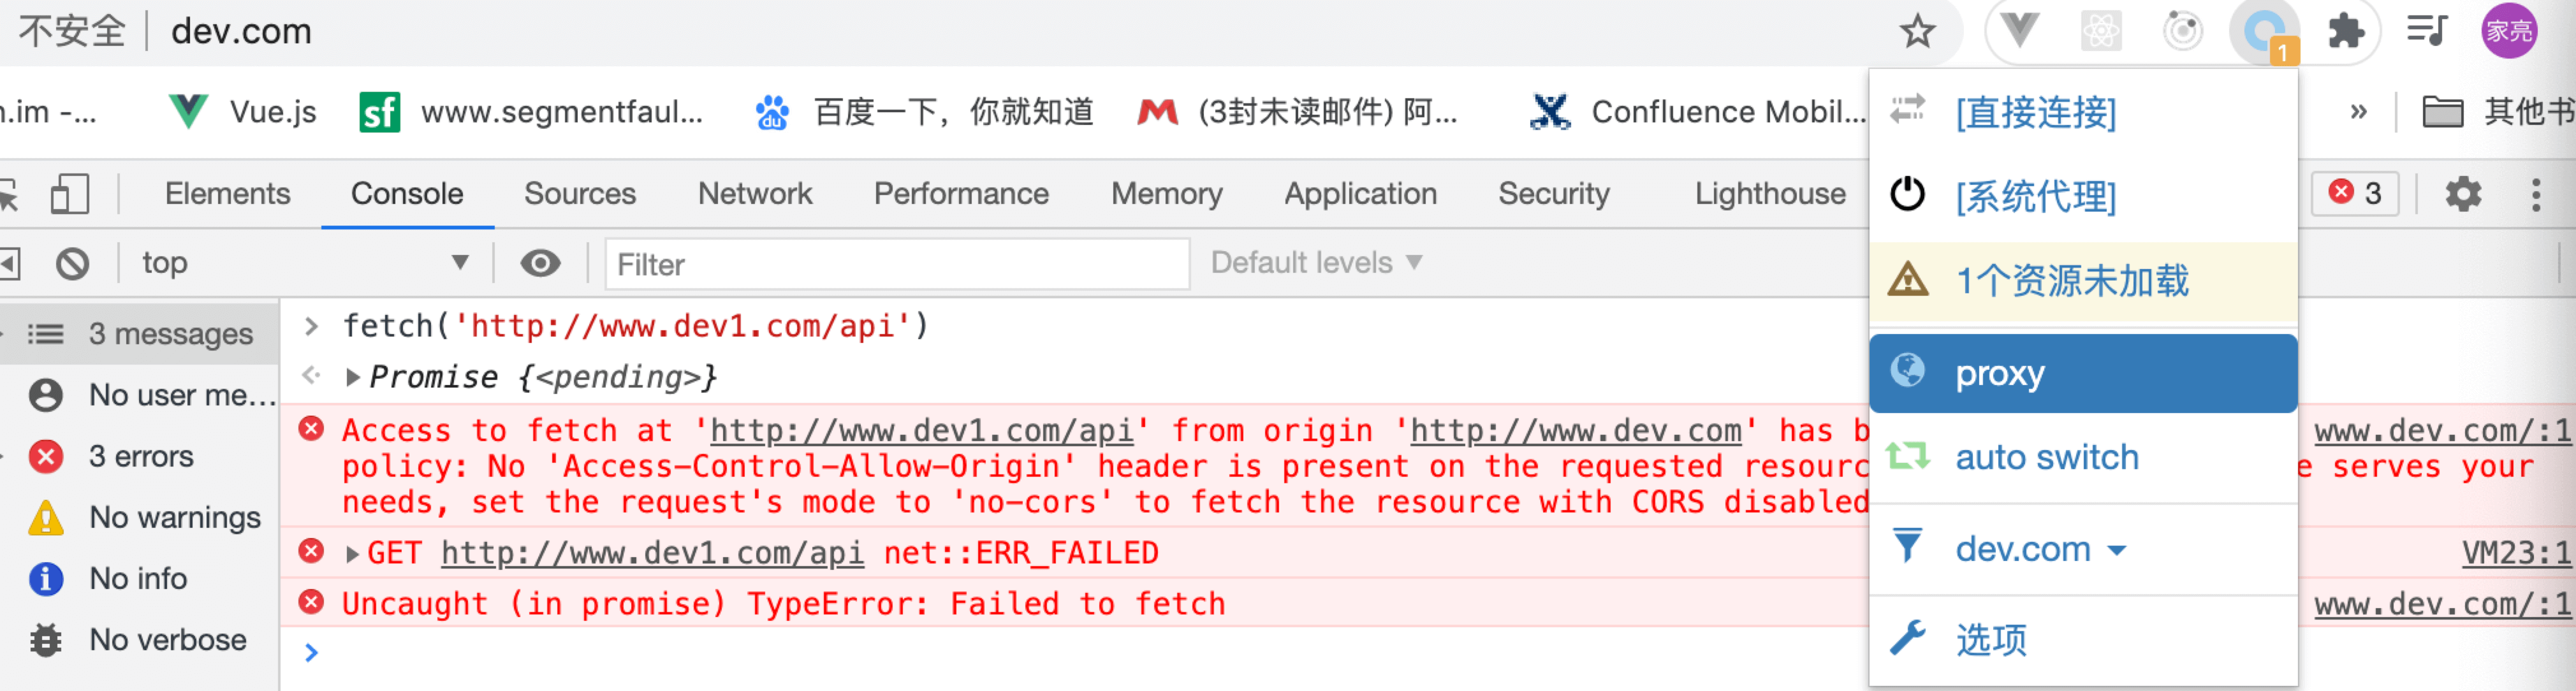 不安全 | dev.com
家亮
1
n.im -... Vue.js sf www.segmentfaul... du 百度一下，你就知道 (3封未读邮件) 阿... Confluence Mobil... » 其他书
Elements Console Sources Network Performance Memory Application Security Lighthouse 3
top Filter Default levels
3 messages
No user me...
3 errors
No warnings
No info
No verbose
fetch('http://www.dev1.com/api')
Promise {<pending>}
Access to fetch at 'http://www.dev1.com/api' from origin 'http://www.dev.com' has b www.dev.com/:1
policy: No 'Access-Control-Allow-Origin' header is present on the requested resourc e serves your
needs, set the request's mode to 'no-cors' to fetch the resource with CORS disabled
GET http://www.dev1.com/api net::ERR_FAILED VM23:1
Uncaught (in promise) TypeError: Failed to fetch www.dev.com/:1
[直接连接]
[系统代理]
1个资源未加载
proxy
auto switch
dev.com
选项